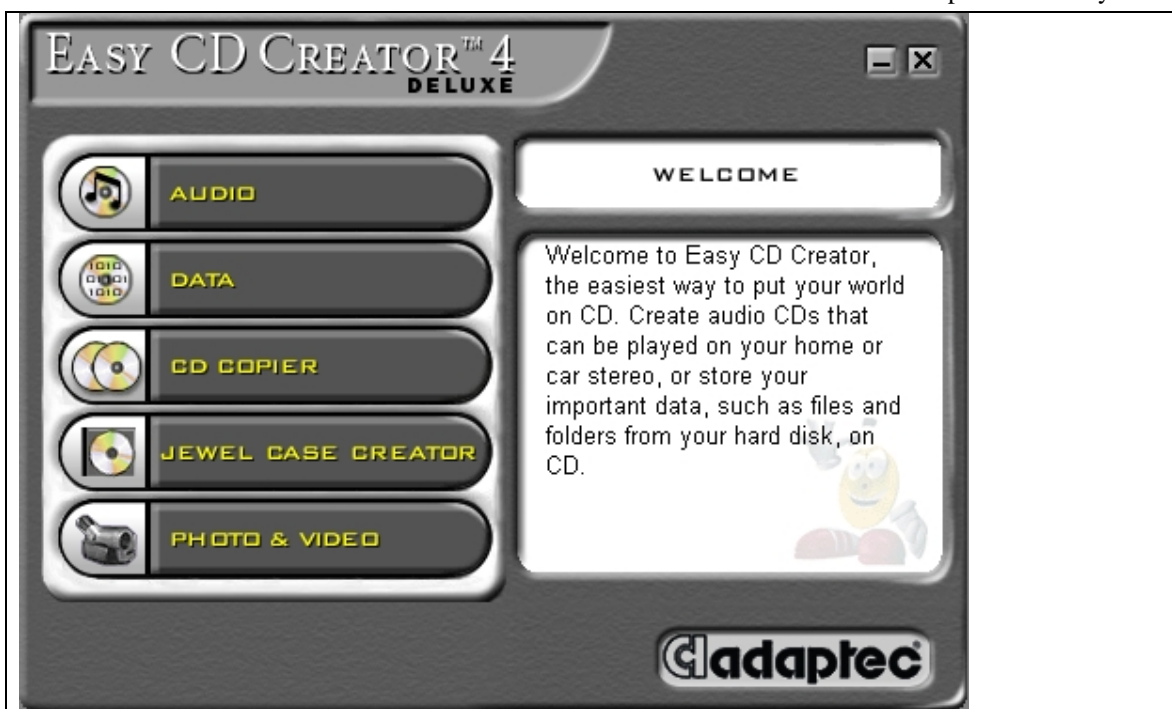 EASY CD CREATOR™ 4
DELUXE
AUDIO
DATA
CD COPIER
JEWEL CASE CREATOR
PHOTO & VIDEO
WELCOME
Welcome to Easy CD Creator,
the easiest way to put your world
on CD. Create audio CDs that
can be played on your home or
car stereo, or store your
important data, such as files and
folders from your hard disk, on
CD.
adaptec